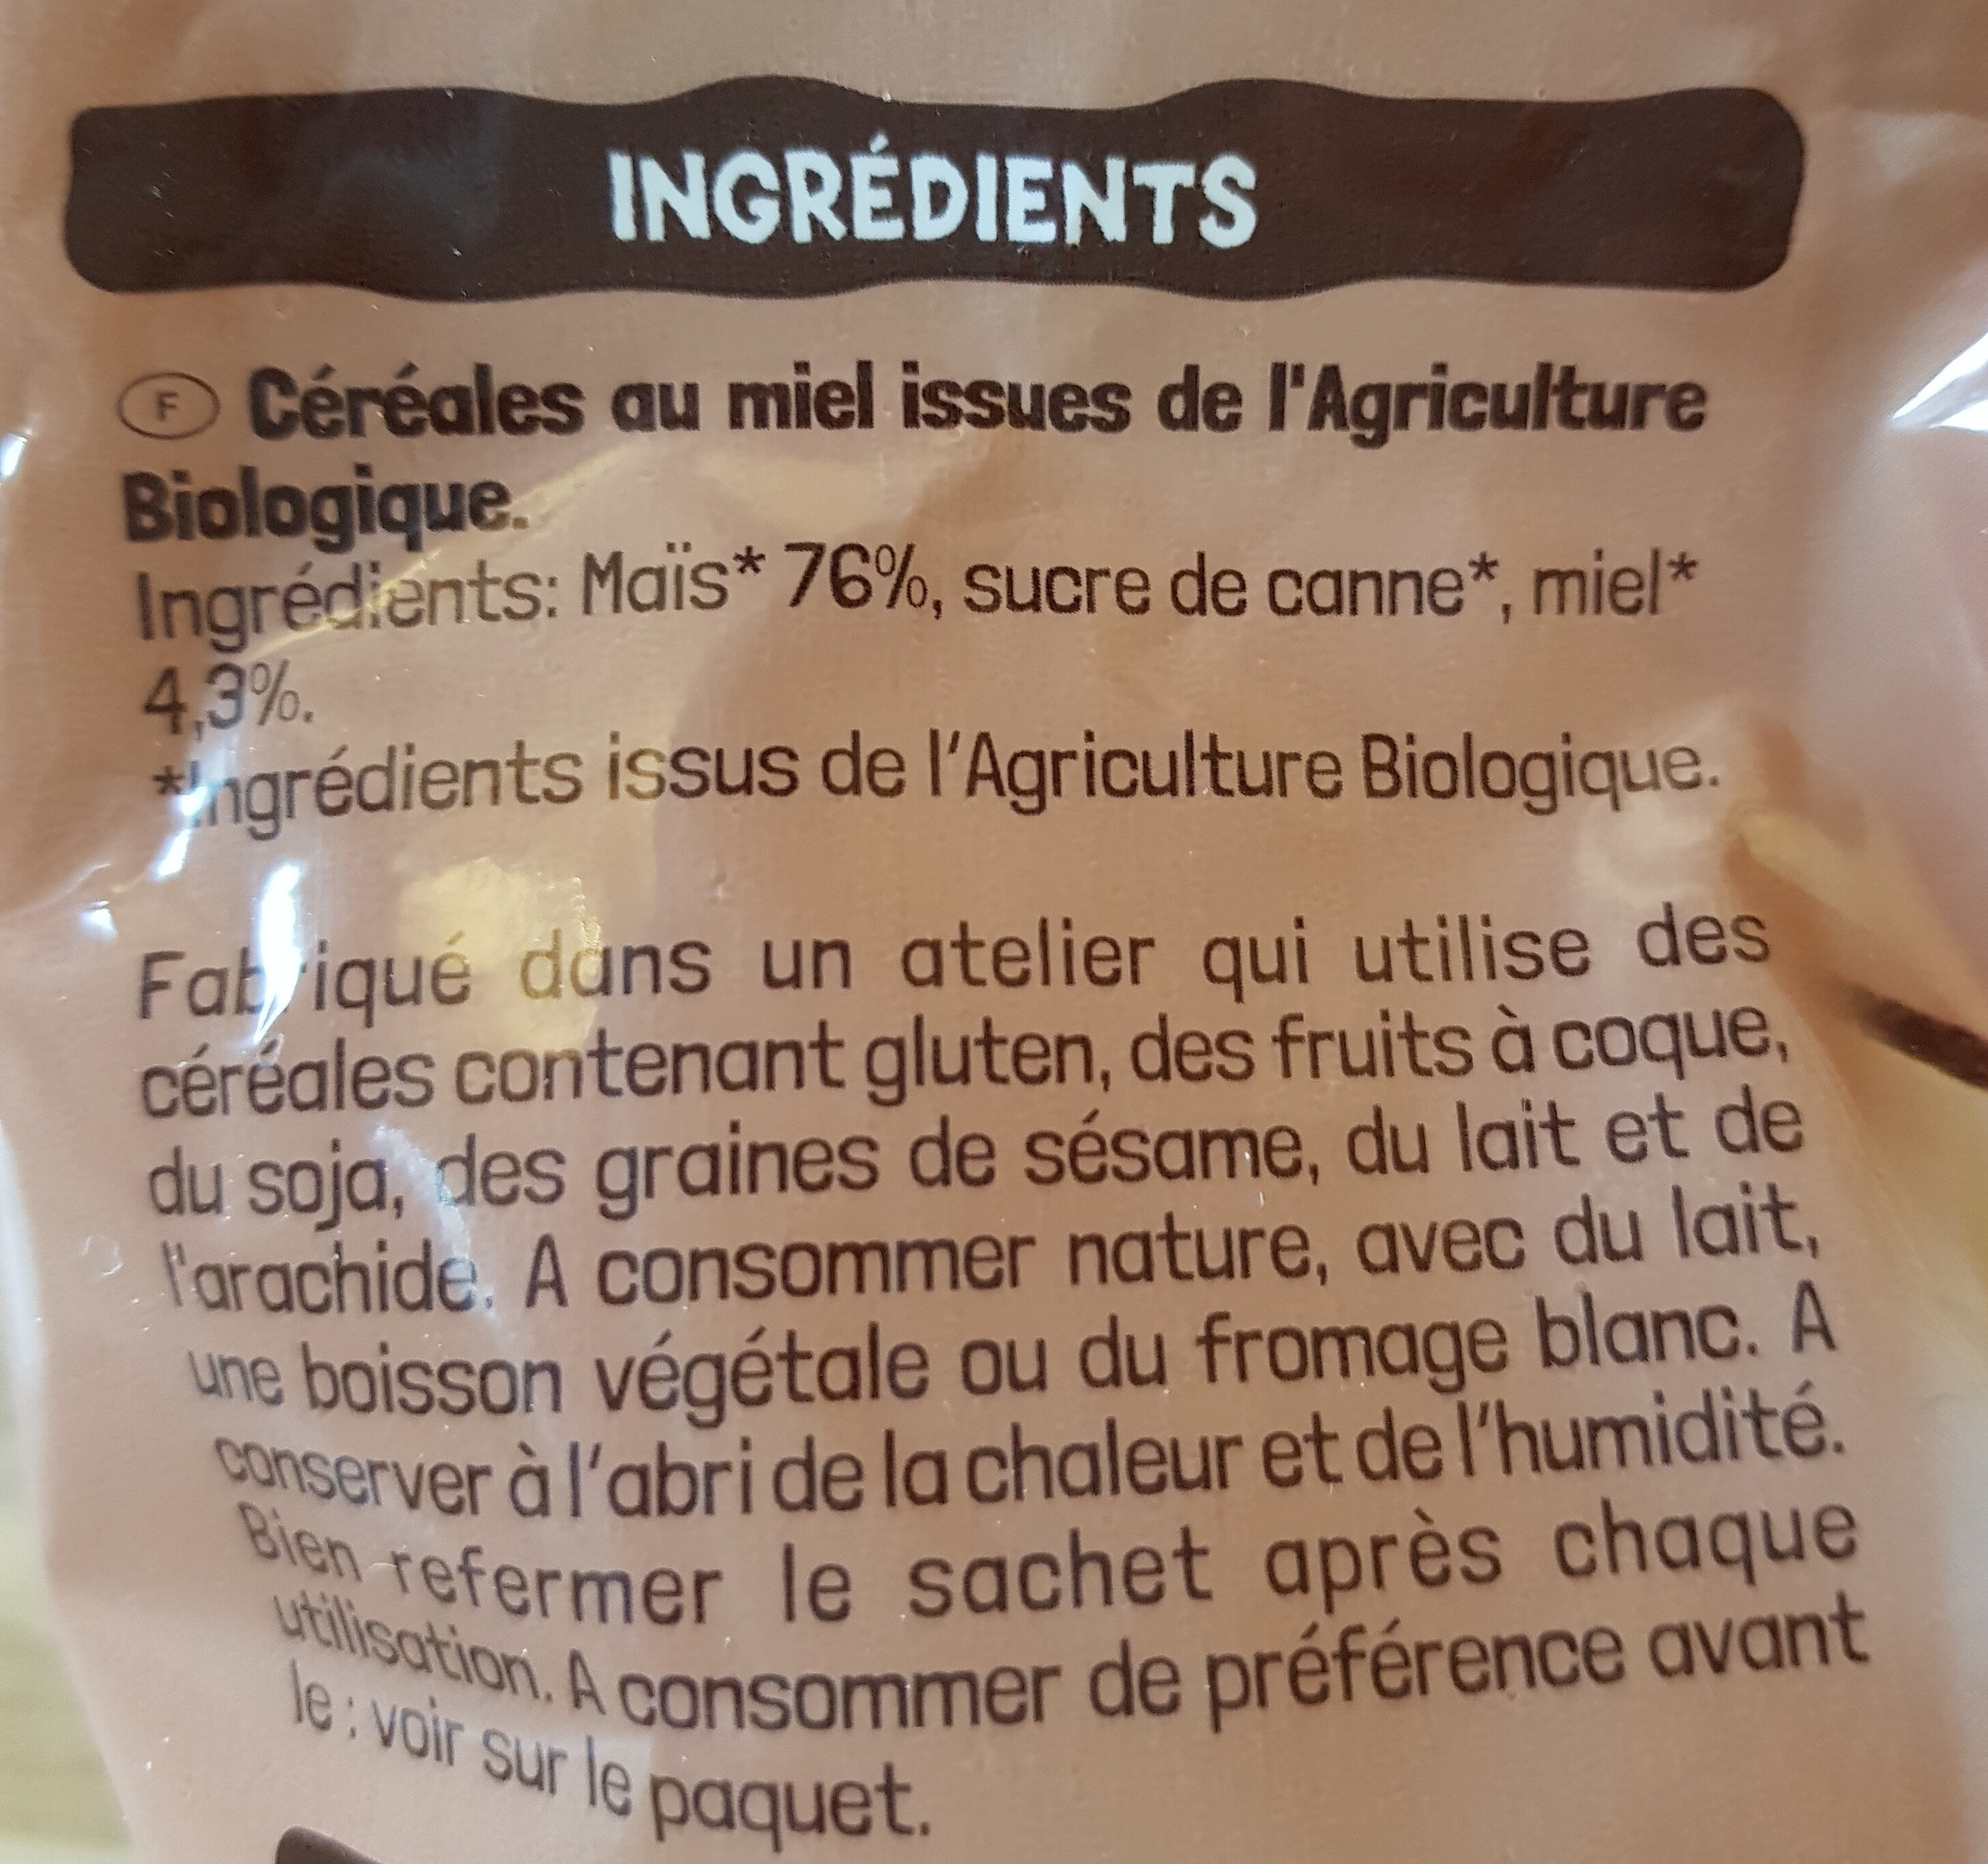 INGRÉDIENTS
F Céréales au miel issues de l'Agriculture
Biologique.
Ingrédients: Maïs* 76%, sucre de canne*, miel*
4,3%.
*Ingrédients issus de l'Agriculture Biologique.
Fabriqué dans un atelier qui utilise des
céréales contenant gluten, des fruits à coque,
du soja, des graines de sésame, du lait et de
l'arachide. A consommer nature, avec du lait,
une boisson végétale ou du fromage blanc. A
conserver à l'abri de la chaleur et de l'humidité.
Bien refermer le sachet après chaque
utilisation. A consommer de préférence avant
le : voir sur le paquet.